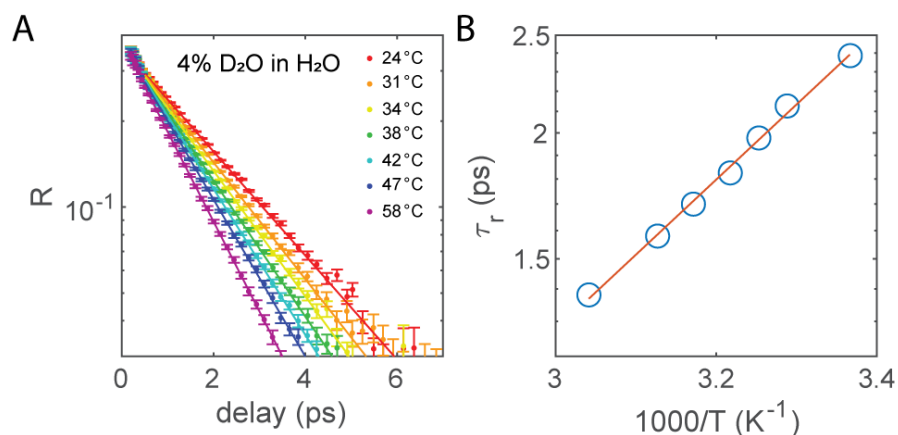 A
4% D₂O in H₂O
24°C
31°C
34°C
38°C
42°C
47°C
58°C
R
10⁻¹
0 2 4 6
delay (ps)
B
2.5
2
1.5
τᵣ (ps)
3 3.2 3.4
1000/T (K⁻¹)